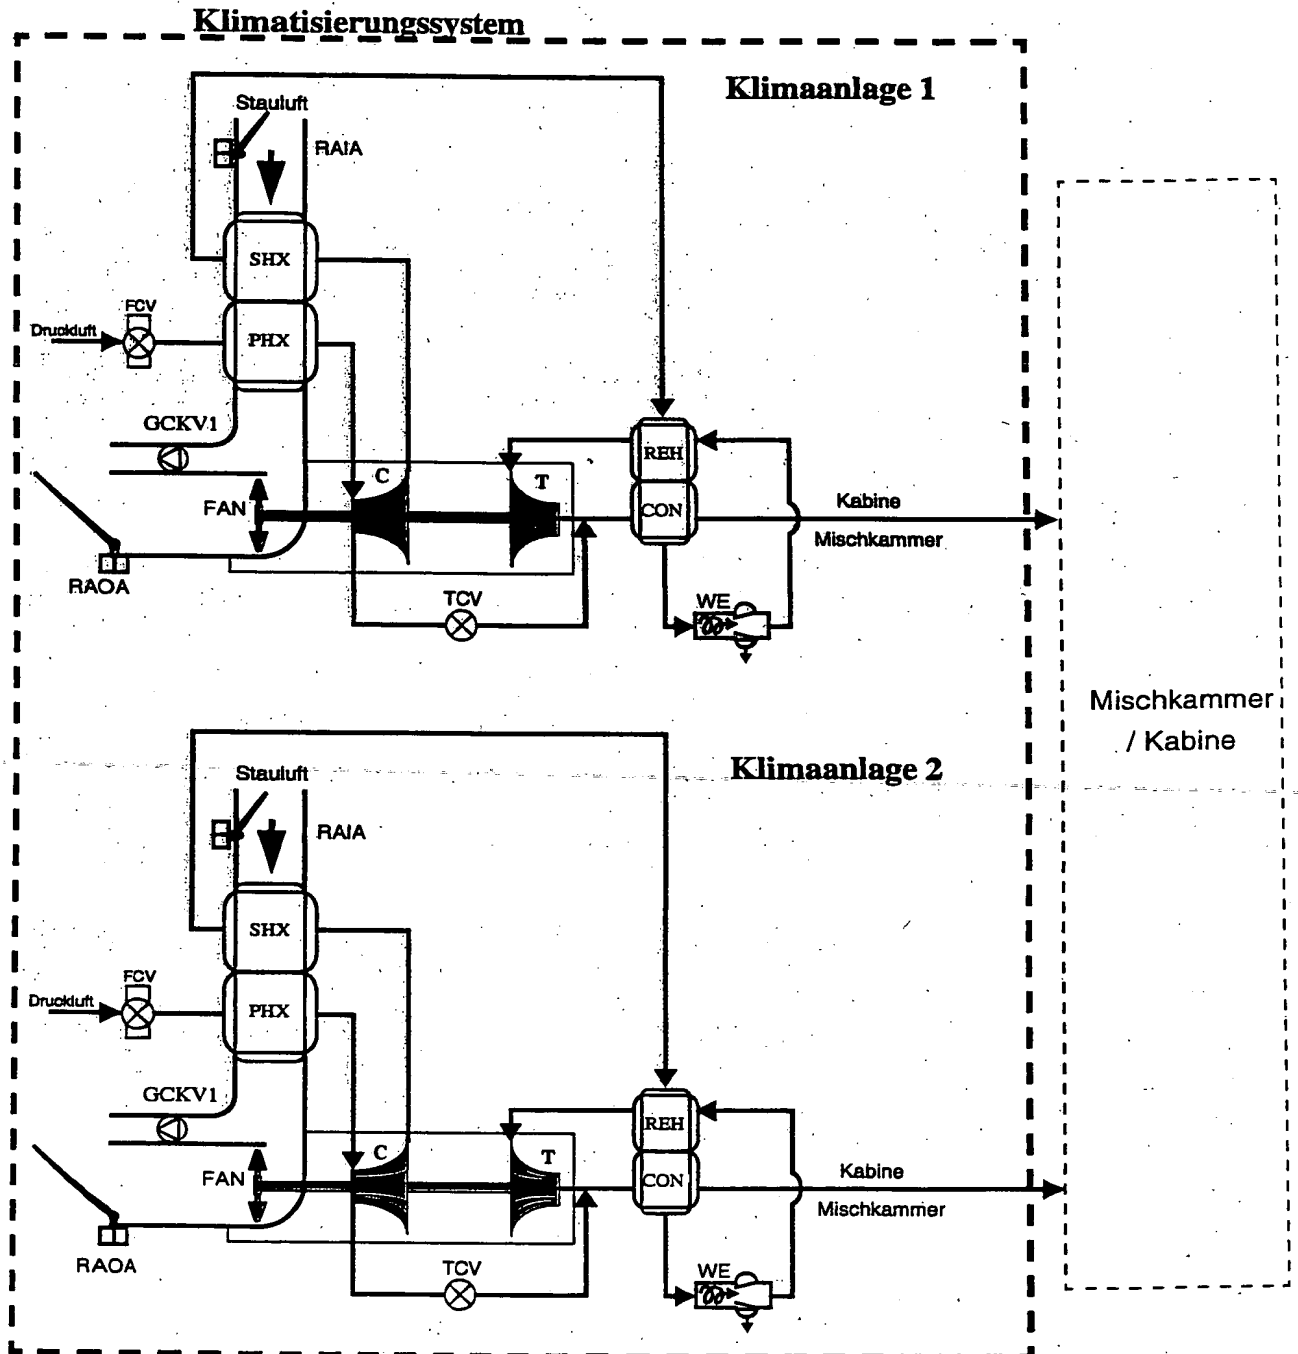 Klimatisierungssystem
Klimaanlage 1
Stauluft
RAIA
SHX
FCV
Druckluft
PHX
GCKV1
REH
C
T
FAN
CON
Kabine
Mischkammer
RAOA
TCV
WE
Mischkammer
/ Kabine
Klimaanlage 2
Stauluft
RAIA
SHX
FCV
Druckluft
PHX
GCKV1
REH
C
T
FAN
CON
Kabine
Mischkammer
RAOA
TCV
WE